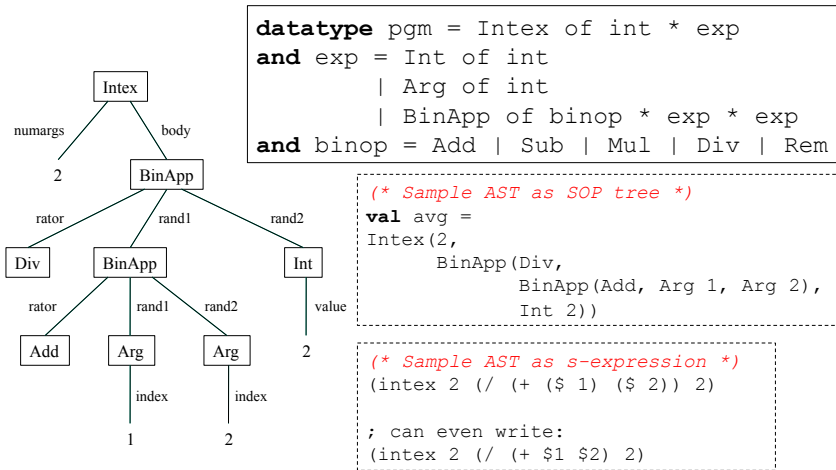 datatype pgm = Intex of int * exp
and exp = Int of int
| Arg of int
| BinApp of binop * exp * exp
and binop = Add | Sub | Mul | Div | Rem
Intex
numargs body
2
BinApp
rator rand1 rand2
Div BinApp Int
rator rand1 rand2 value
Add Arg Arg 2
index index
1 2
(* Sample AST as SOP tree *)
val avg =
Intex(2,
BinApp(Div,
BinApp(Add, Arg 1, Arg 2),
Int 2))
(* Sample AST as s-expression *)
(intex 2 (/ (+ ($ 1) ($ 2)) 2)
; can even write:
(intex 2 (/ (+ $1 $2) 2)